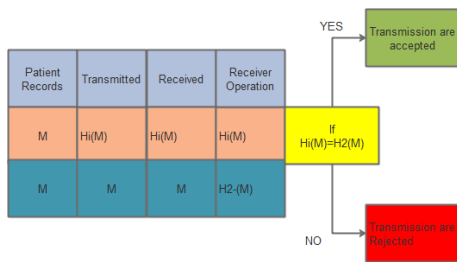 YES
Transmission are
accepted
Patient
Records
Transmitted
Received
Receiver
Operation
M
Hi(M)
Hi(M)
Hi(M)
If
Hi(M)=H2(M)
M
M
M
H2-(M)
NO
Transmission are
Rejected